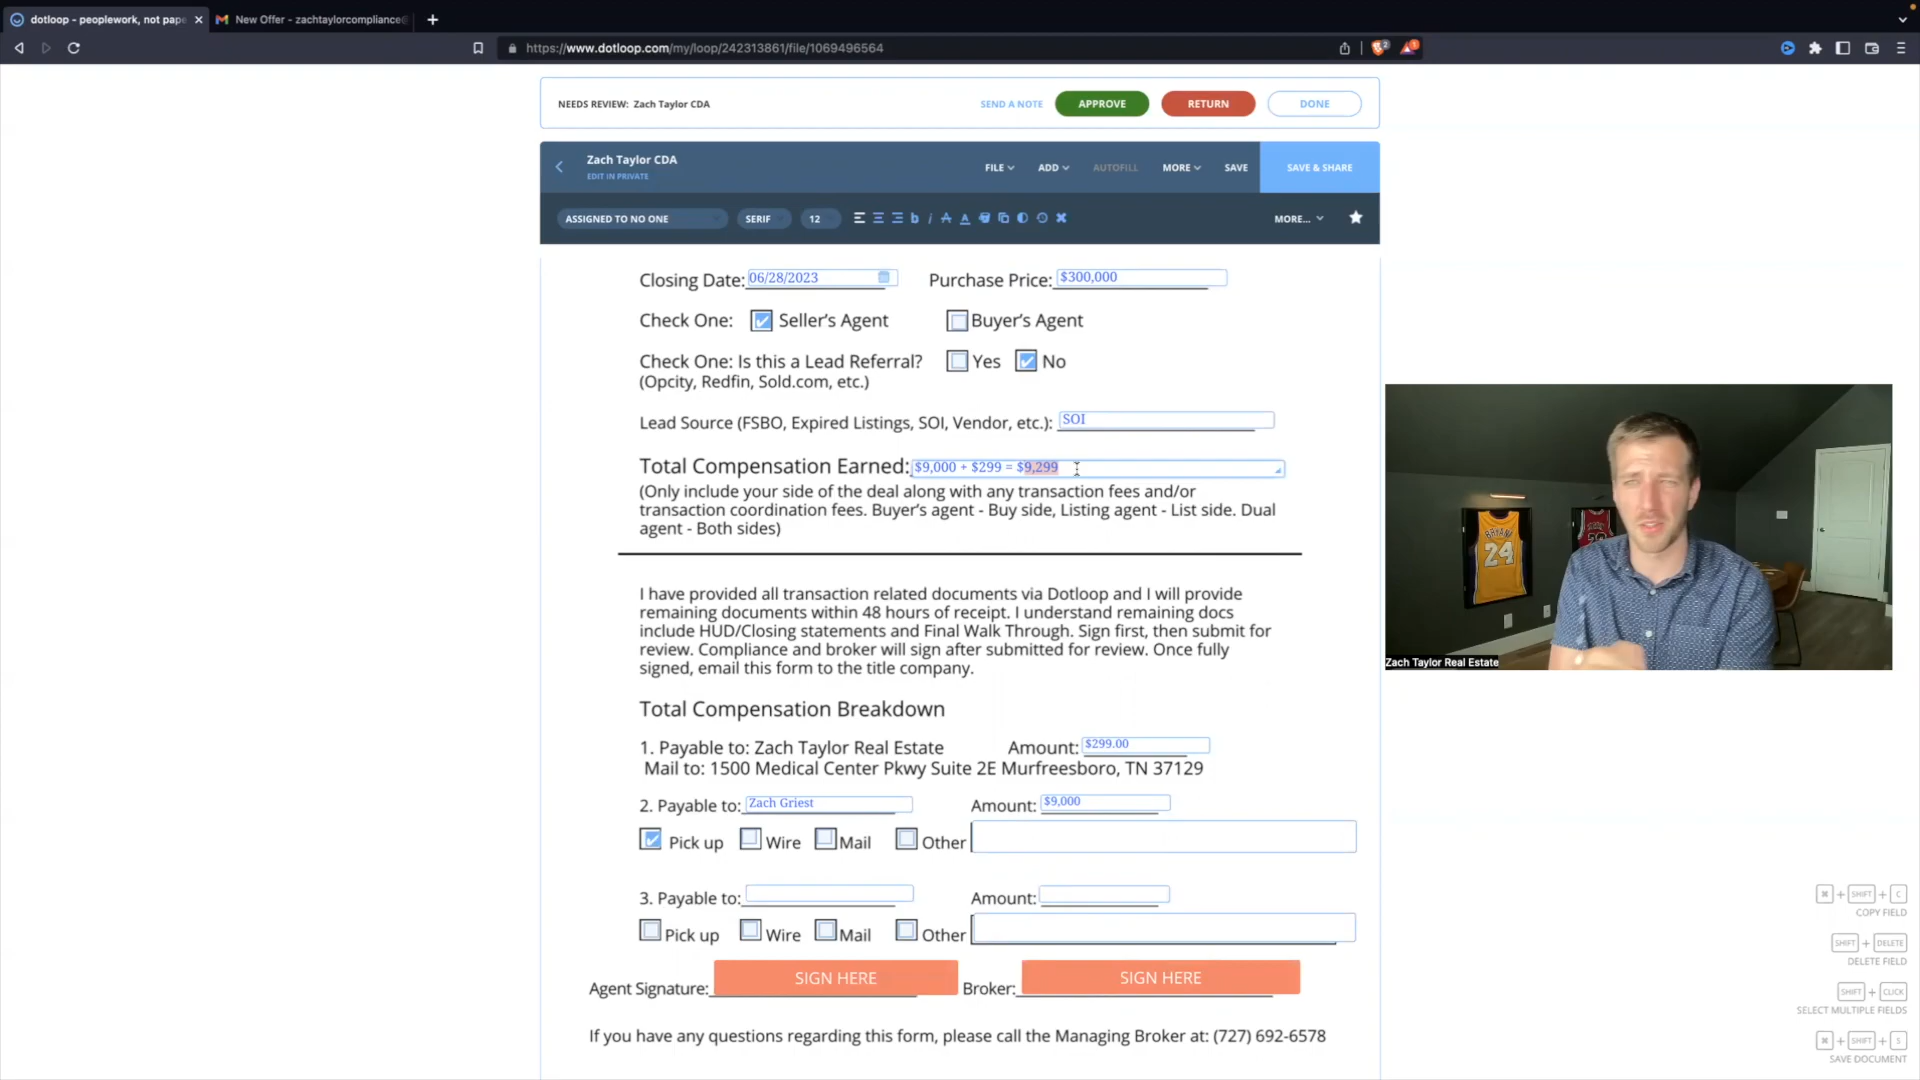 dotloop - peoplework, not pape
New Offer - zachtaylorcompliance@
https://www.dotloop.com/my/loop/242313861/file/1069496564
NEEDS REVIEW: Zach Taylor CDA
SEND A NOTE
APPROVE
RETURN
DONE
Zach Taylor CDA
EDIT IN PRIVATE
FILE
ADD
AUTOFILL
MORE
SAVE
SAVE & SHARE
ASSIGNED TO NO ONE
SERIF
12
MORE...
Closing Date: 06/28/2023 Purchase Price: $300,000
Check One: Seller's Agent Buyer's Agent
Check One: Is this a Lead Referral? Yes No
(Opcity, Redfin, Sold.com, etc.)
Lead Source (FSBO, Expired Listings, SOI, Vendor, etc.): SOI
Total Compensation Earned: $9,000 + $299 = $9,299
(Only include your side of the deal along with any transaction fees and/or
transaction coordination fees. Buyer's agent - Buy side, Listing agent - List side. Dual
agent - Both sides)
I have provided all transaction related documents via Dotloop and I will provide
remaining documents within 48 hours of receipt. I understand remaining docs
include HUD/Closing statements and Final Walk Through. Sign first, then submit for
review. Compliance and broker will sign after submitted for review. Once fully
signed, email this form to the title company.
Total Compensation Breakdown
1. Payable to: Zach Taylor Real Estate Amount: $299.00
Mail to: 1500 Medical Center Pkwy Suite 2E Murfreesboro, TN 37129
2. Payable to: Zach Griest Amount: $9,000
Pick up Wire Mail Other
3. Payable to: Amount:
Pick up Wire Mail Other
Agent Signature: SIGN HERE Broker: SIGN HERE
If you have any questions regarding this form, please call the Managing Broker at: (727) 692-6578
BRYANT
24
Zach Taylor Real Estate
⌘ + SHIFT + C
COPY FIELD
SHIFT + DELETE
DELETE FIELD
SHIFT + CLICK
SELECT MULTIPLE FIELDS
⌘ + SHIFT + S
SAVE DOCUMENT